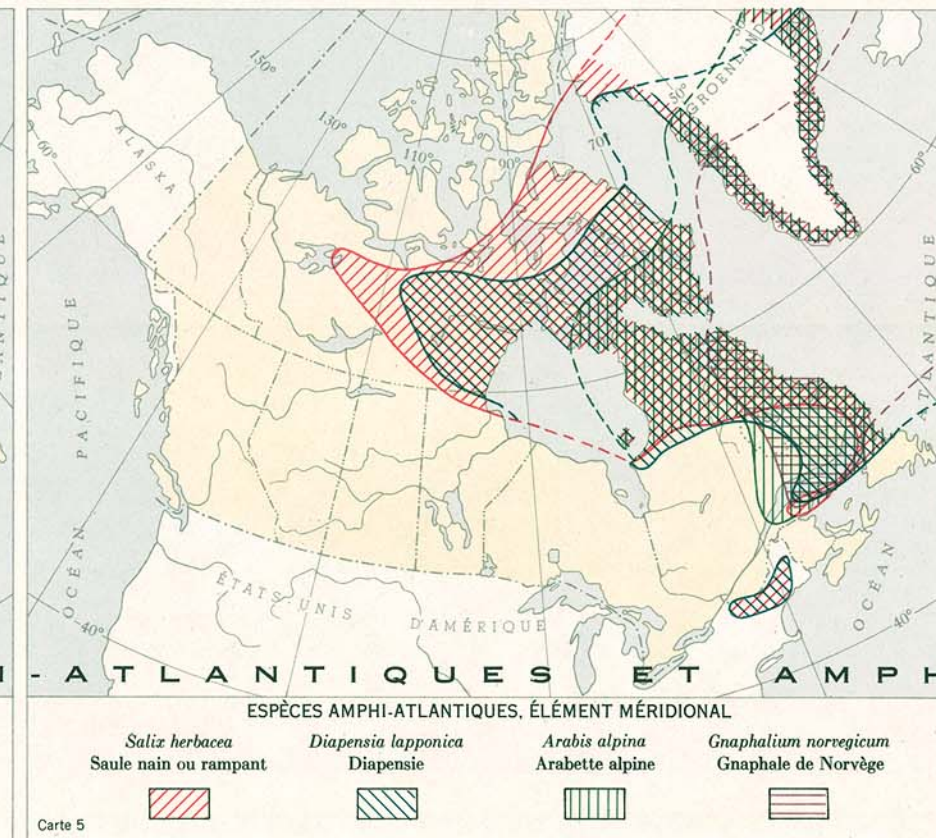 150°
130°
110°
90°
70°
50°
30°
60°
60°
GROENLAND
ALASKA
ATLANTIQUE
OCÉAN PACIFIQUE
OCÉAN ATLANTIQUE
ÉTATS-UNIS D'AMÉRIQUE
40°
40°
I-ATLANTIQUES ET AMPH
ESPÈCES AMPHI-ATLANTIQUES, ÉLÉMENT MÉRIDIONAL
Salix herbacea Diapensia lapponica Arabis alpina Gnaphalium norvegicum
Saule nain ou rampant Diapensie Arabette alpine Gnaphale de Norvège
Carte 5